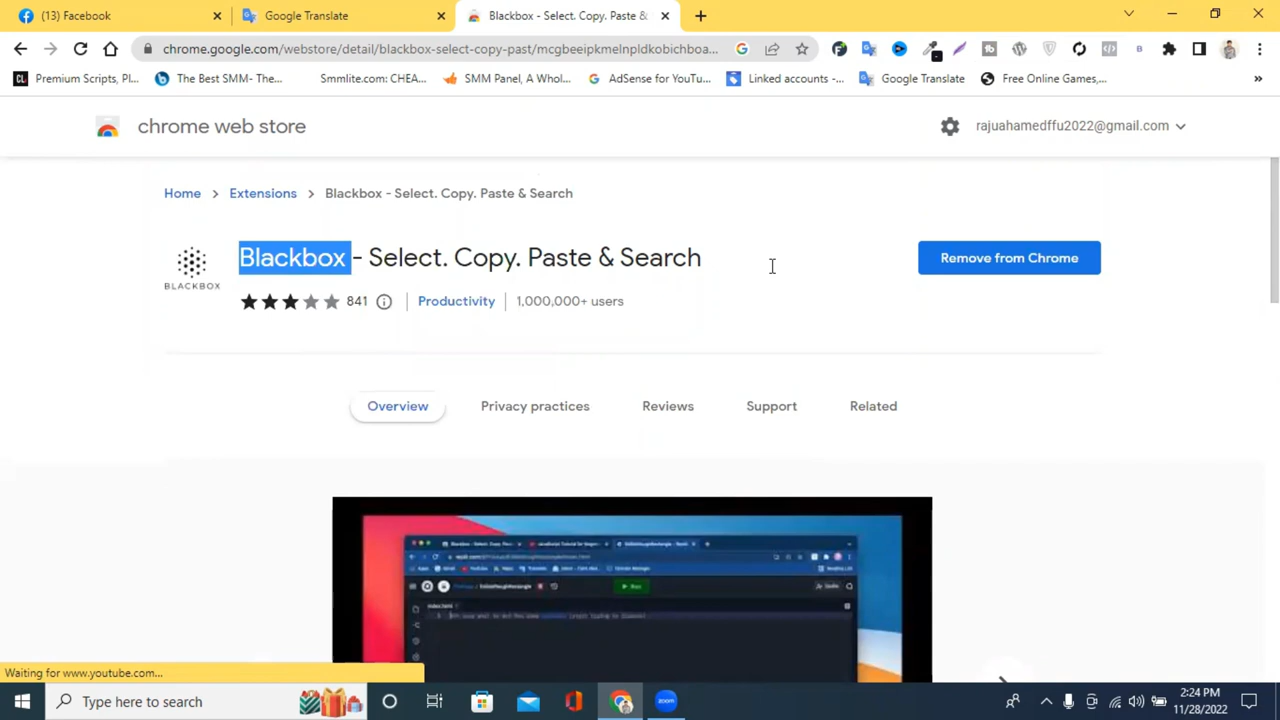 (13) Facebook
Google Translate
Blackbox - Select. Copy. Paste &
chrome.google.com/webstore/detail/blackbox-select-copy-past/mcgbeeipkmelnpldkobichboa...
Premium Scripts, Pl...
The Best SMM- The...
Smmlite.com: CHEA...
SMM Panel, A Whol...
AdSense for YouTu...
Linked accounts -...
Google Translate
Free Online Games,...
chrome web store
rajuahamedffu2022@gmail.com
Home > Extensions > Blackbox - Select. Copy. Paste & Search
Blackbox - Select. Copy. Paste & Search
Remove from Chrome
BLACKBOX
841
Productivity
1,000,000+ users
Overview
Privacy practices
Reviews
Support
Related
Waiting for www.youtube.com...
Type here to search
zoom
2:24 PM
11/28/2022